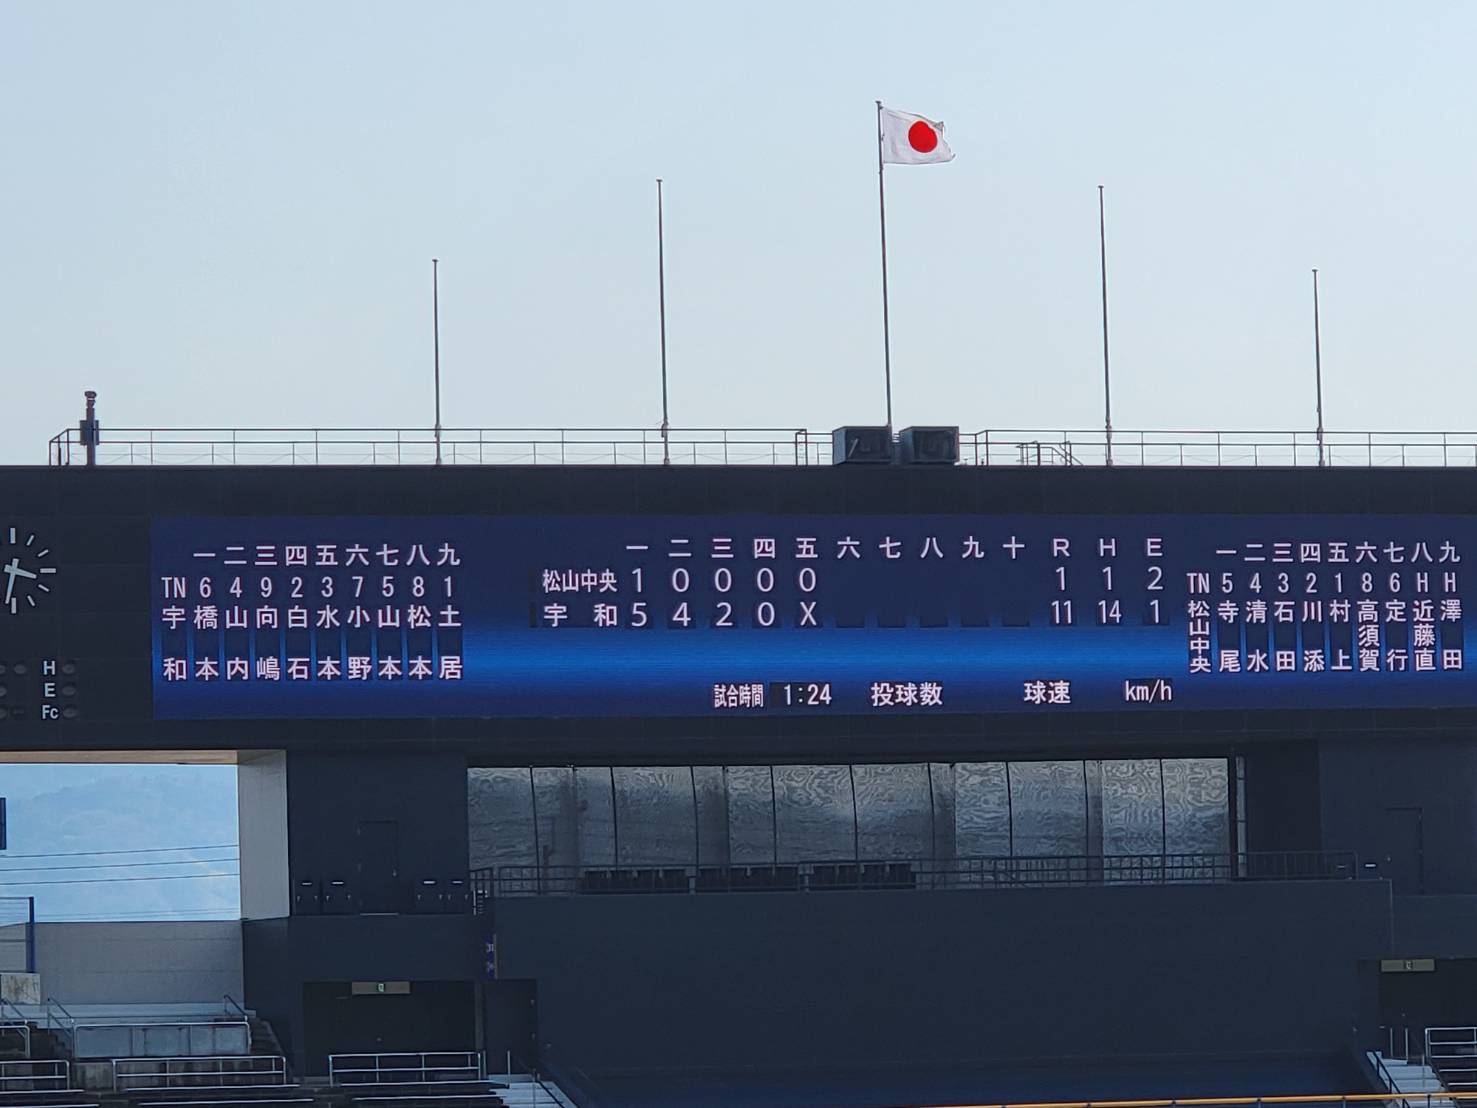 一二三四五六七八九
TN 6 4 9 2 3 7 5 8 1
宇和 橋本 山内 向嶋 白石 水本 小野 山本 松本 土居
一 二 三 四 五 六 七 八 九 十 R H E
松山中央 1 0 0 0 0 1 1 2
宇和 5 4 2 0 X 11 14 1
試合時間 1:24 投球数 球速 km/h
一二三四五六七八九
TN 5 4 3 2 1 8 6 H H
松山中央 寺尾 清水 石田 川添 村上 高須賀 定行 近藤直 澤田
H
E
Fc